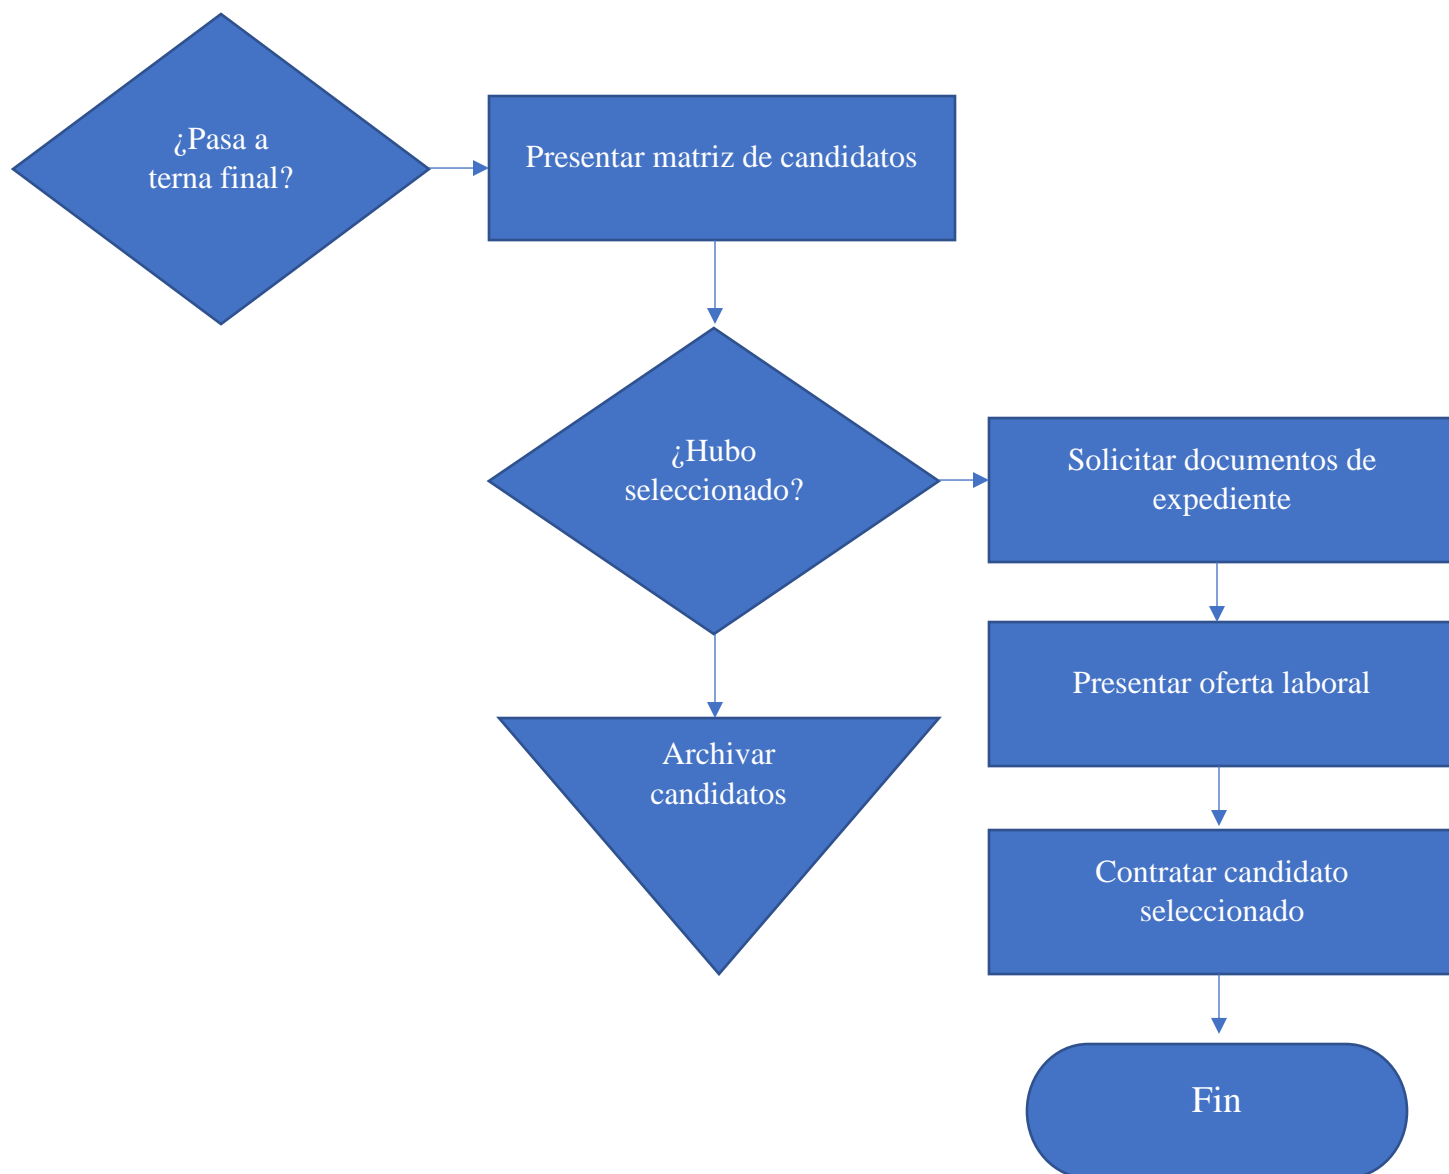 ¿Pasa a
terna final?
Presentar matriz de candidatos
¿Hubo
seleccionado?
Solicitar documentos de
expediente
Presentar oferta laboral
Archivar
candidatos
Contratar candidato
seleccionado
Fin